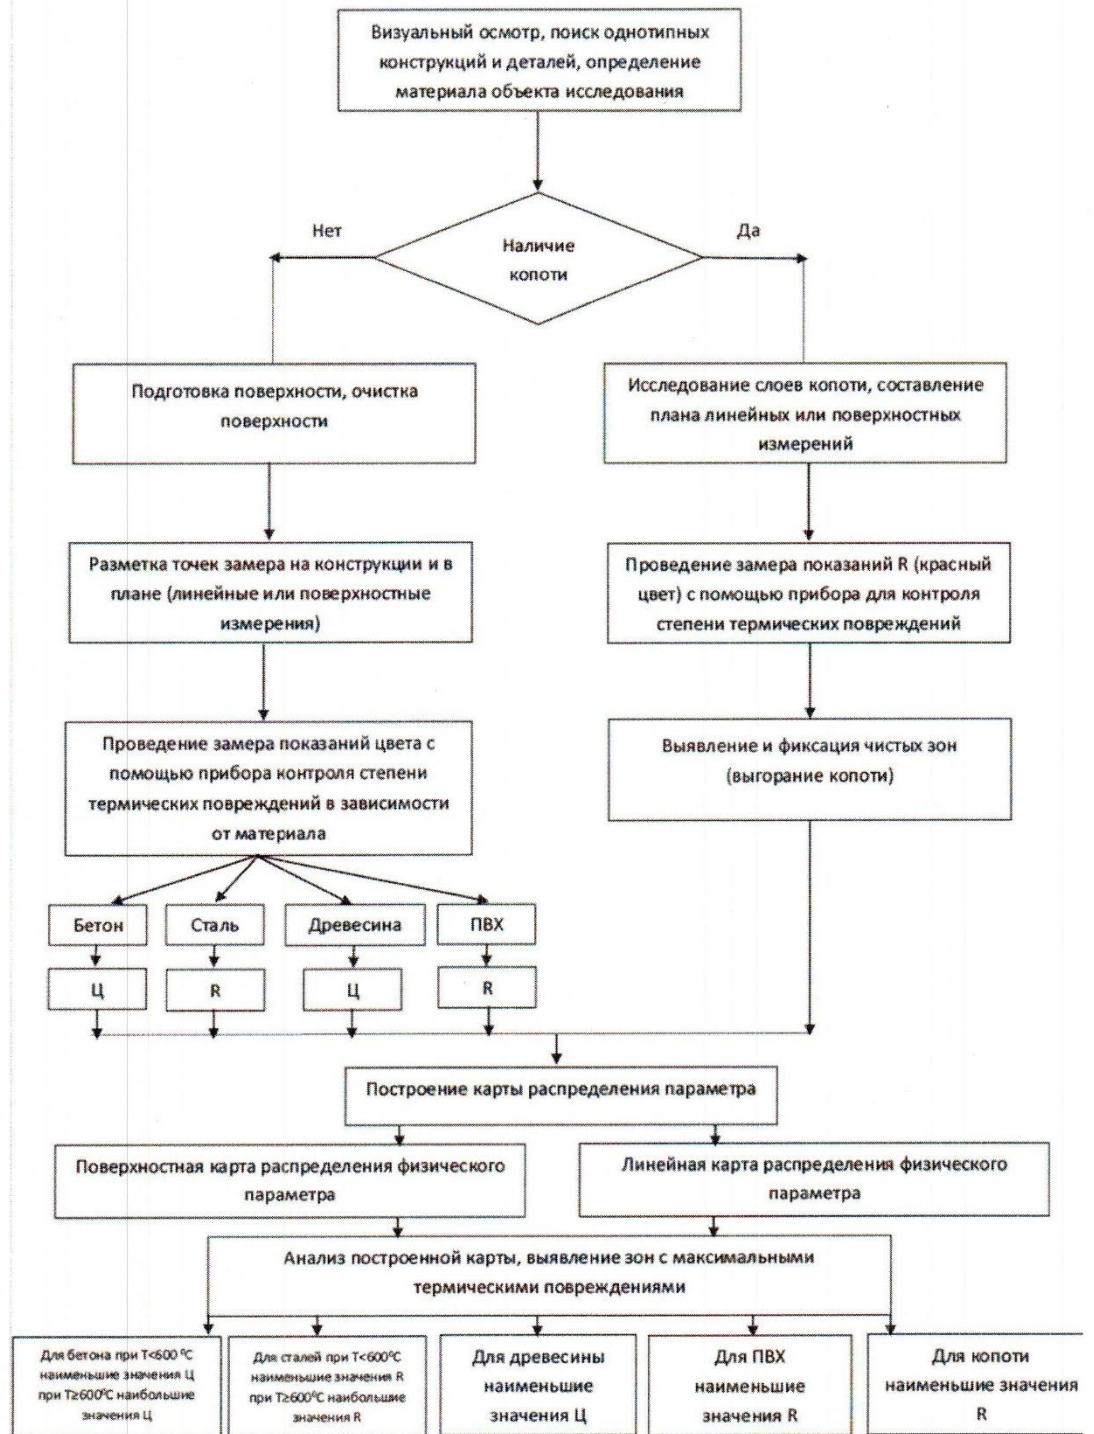 Визуальный осмотр, поиск однотипных
конструкций и деталей, определение
материала объекта исследования
Нет
Да
Наличие
копоти
Подготовка поверхности, очистка
поверхности
Исследование слоев копоти, составление
плана линейных или поверхностных
измерений
Разметка точек замера на конструкции и в
плане (линейные или поверхностные
измерения)
Проведение замера показаний R (красный
цвет) с помощью прибора для контроля
степени термических повреждений
Проведение замера показаний цвета с
помощью прибора контроля степени
термических повреждений в зависимости
от материала
Выявление и фиксация чистых зон
(выгорание копоти)
Бетон
Сталь
Древесина
ПВХ
Ц
R
Ц
R
Построение карты распределения параметра
Поверхностная карта распределения физического
параметра
Линейная карта распределения физического
параметра
Анализ построенной карты, выявление зон с максимальными
термическими повреждениями
Для бетона при T<600 ⁰C
наименьшие значения Ц
при T≥600⁰C наибольшие
значения Ц
Для сталей при T<600⁰C
наименьшие значения R
при T≥600⁰C наибольшие
значения R
Для древесины
наименьшие
значения Ц
Для ПВХ
наименьшие
значения R
Для копоти
наименьшие значения
R